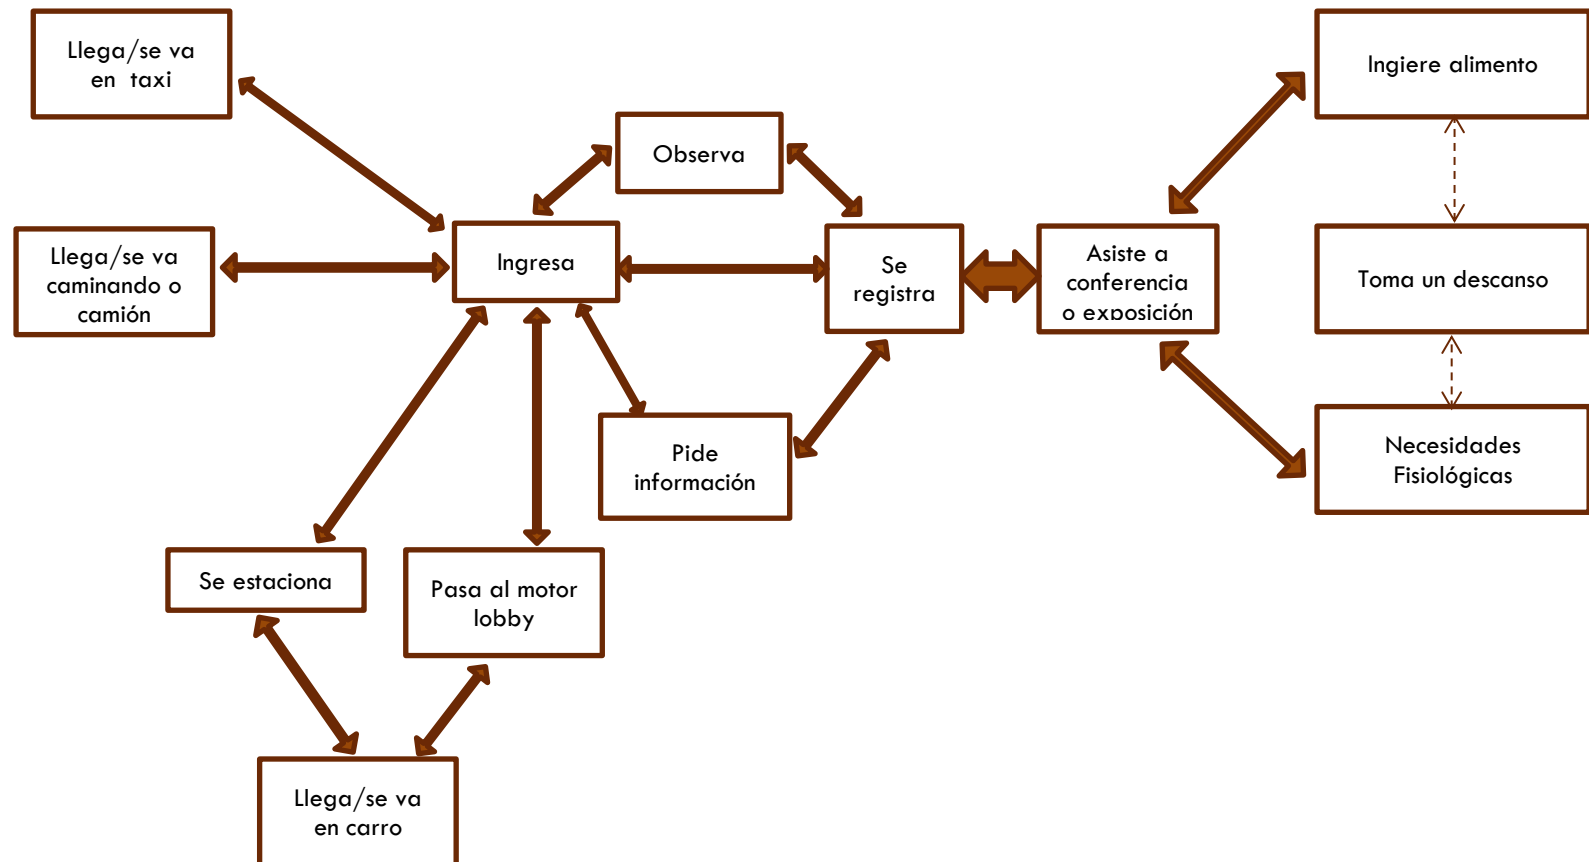 Llega/se va
en taxi
Ingiere alimento
Observa
Llega/se va
caminando o
camión
Ingresa
Se
registra
Asiste a
conferencia
o exposición
Toma un descanso
Pide
información
Necesidades
Fisiológicas
Se estaciona
Pasa al motor
lobby
Llega/se va
en carro